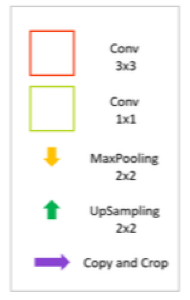 Conv
3x3
Conv
1x1
MaxPooling
2x2
UpSampling
2x2
Copy and Crop